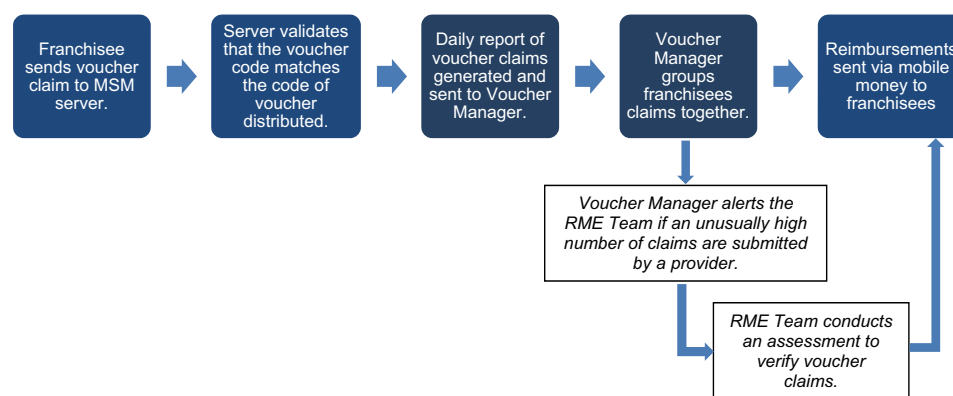 Franchisee
sends voucher
claim to MSM
server.
Server validates
that the voucher
code matches
the code of
voucher
distributed.
Daily report of
voucher claims
generated and
sent to Voucher
Manager.
Voucher
Manager
groups
franchisees
claims together.
Reimbursements
sent via mobile
money to
franchisees
Voucher Manager alerts the
RME Team if an unusually high
number of claims are submitted
by a provider.
RME Team conducts
an assessment to
verify voucher
claims.